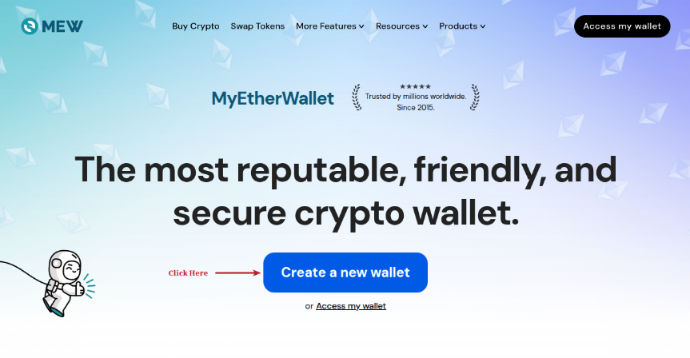 MEW
Buy Crypto Swap Tokens More Features Resources Products
Access my wallet
MyEtherWallet
★★★★★
Trusted by millions worldwide.
Since 2015.
The most reputable, friendly, and
secure crypto wallet.
Click Here
Create a new wallet
or Access my wallet